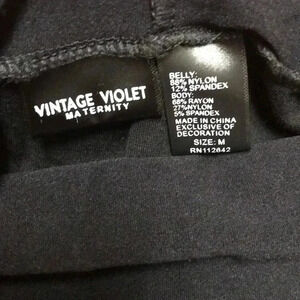 VINTAGE VIOLET
MATERNITY
BELLY:
88% NYLON
12% SPANDEX
BODY:
68% RAYON
27% NYLON
5% SPANDEX
MADE IN CHINA
EXCLUSIVE OF
DECORATION
SIZE: M
RN112642